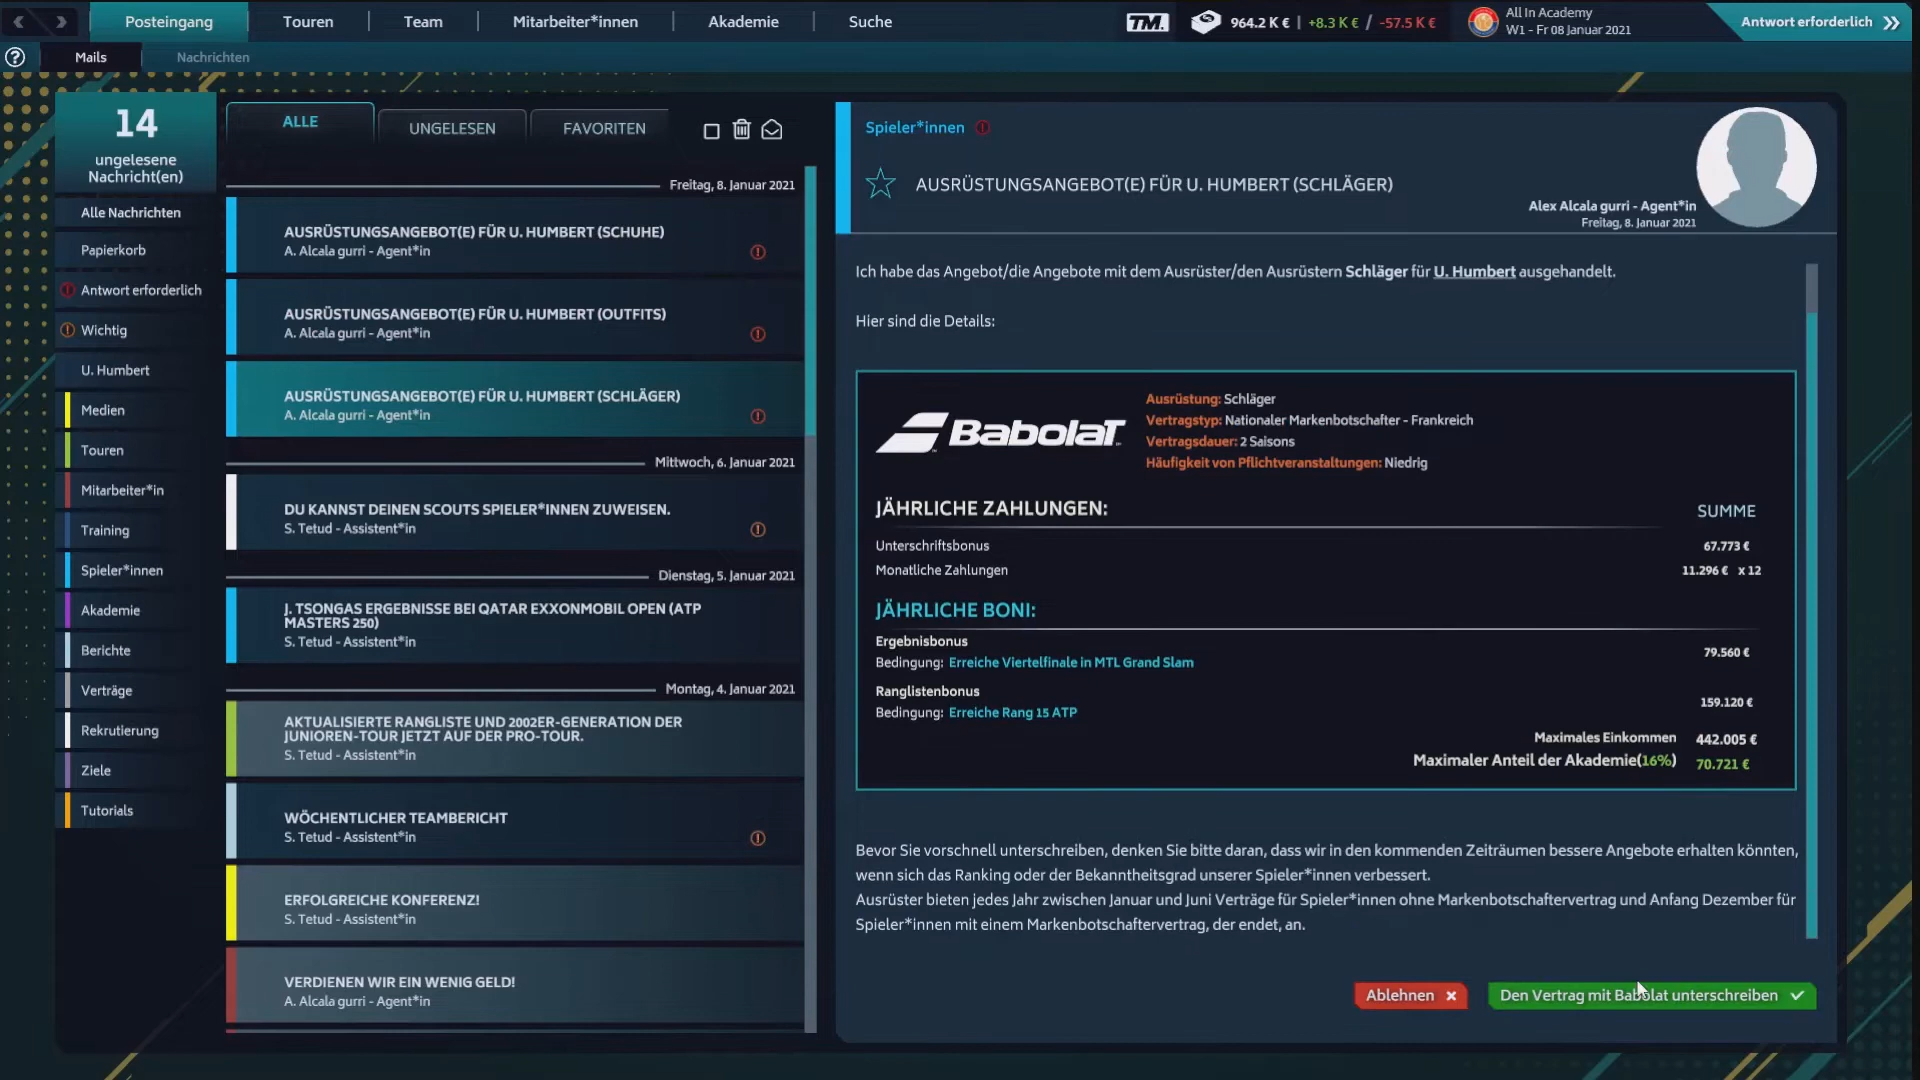 Posteingang
Touren
Team
Mitarbeiter*innen
Akademie
Suche
TM.
964.2 K € | +8.3 K € / -57.5 K €
All In Academy
W1 - Fr 08 Januar 2021
Antwort erforderlich
?
Mails
Nachrichten
14
ungelesene
Nachricht(en)
Alle Nachrichten
Papierkorb
Antwort erforderlich
Wichtig
U. Humbert
Medien
Touren
Mitarbeiter*in
Training
Spieler*innen
Akademie
Berichte
Verträge
Rekrutierung
Ziele
Tutorials
ALLE
UNGELESEN
FAVORITEN
Freitag, 8. Januar 2021
AUSRÜSTUNGSANGEBOT(E) FÜR U. HUMBERT (SCHUHE)
A. Alcala gurri - Agent*in
AUSRÜSTUNGSANGEBOT(E) FÜR U. HUMBERT (OUTFITS)
A. Alcala gurri - Agent*in
AUSRÜSTUNGSANGEBOT(E) FÜR U. HUMBERT (SCHLÄGER)
A. Alcala gurri - Agent*in
Mittwoch, 6. Januar 2021
DU KANNST DEINEN SCOUTS SPIELER*INNEN ZUWEISEN.
S. Tetud - Assistent*in
Dienstag, 5. Januar 2021
J. TSONGAS ERGEBNISSE BEI QATAR EXXONMOBIL OPEN (ATP
MASTERS 250)
S. Tetud - Assistent*in
Montag, 4. Januar 2021
AKTUALISIERTE RANGLISTE UND 2002ER-GENERATION DER
JUNIOREN-TOUR JETZT AUF DER PRO-TOUR.
S. Tetud - Assistent*in
WÖCHENTLICHER TEAMBERICHT
S. Tetud - Assistent*in
ERFOLGREICHE KONFERENZ!
S. Tetud - Assistent*in
VERDIENEN WIR EIN WENIG GELD!
A. Alcala gurri - Agent*in
Spieler*innen
AUSRÜSTUNGSANGEBOT(E) FÜR U. HUMBERT (SCHLÄGER)
Alex Alcala gurri - Agent*in
Freitag, 8. Januar 2021
Ich habe das Angebot/die Angebote mit dem Ausrüster/den Ausrüstern Schläger für U. Humbert ausgehandelt.
Hier sind die Details:
BabolaT
Ausrüstung: Schläger
Vertragstyp: Nationaler Markenbotschafter - Frankreich
Vertragsdauer: 2 Saisons
Häufigkeit von Pflichtveranstaltungen: Niedrig
JÄHRLICHE ZAHLUNGEN: SUMME
Unterschriftsbonus 67.773 €
Monatliche Zahlungen 11.296 € x 12
JÄHRLICHE BONI:
Ergebnisbonus
Bedingung: Erreiche Viertelfinale in MTL Grand Slam 79.560 €
Ranglistenbonus
Bedingung: Erreiche Rang 15 ATP 159.120 €
Maximales Einkommen 442.005 €
Maximaler Anteil der Akademie(16%) 70.721 €
Bevor Sie vorschnell unterschreiben, denken Sie bitte daran, dass wir in den kommenden Zeiträumen bessere Angebote erhalten könnten,
wenn sich das Ranking oder der Bekanntheitsgrad unserer Spieler*innen verbessert.
Ausrüster bieten jedes Jahr zwischen Januar und Juni Verträge für Spieler*innen ohne Markenbotschaftervertrag und Anfang Dezember für
Spieler*innen mit einem Markenbotschaftervertrag, der endet, an.
Ablehnen
Den Vertrag mit Babolat unterschreiben